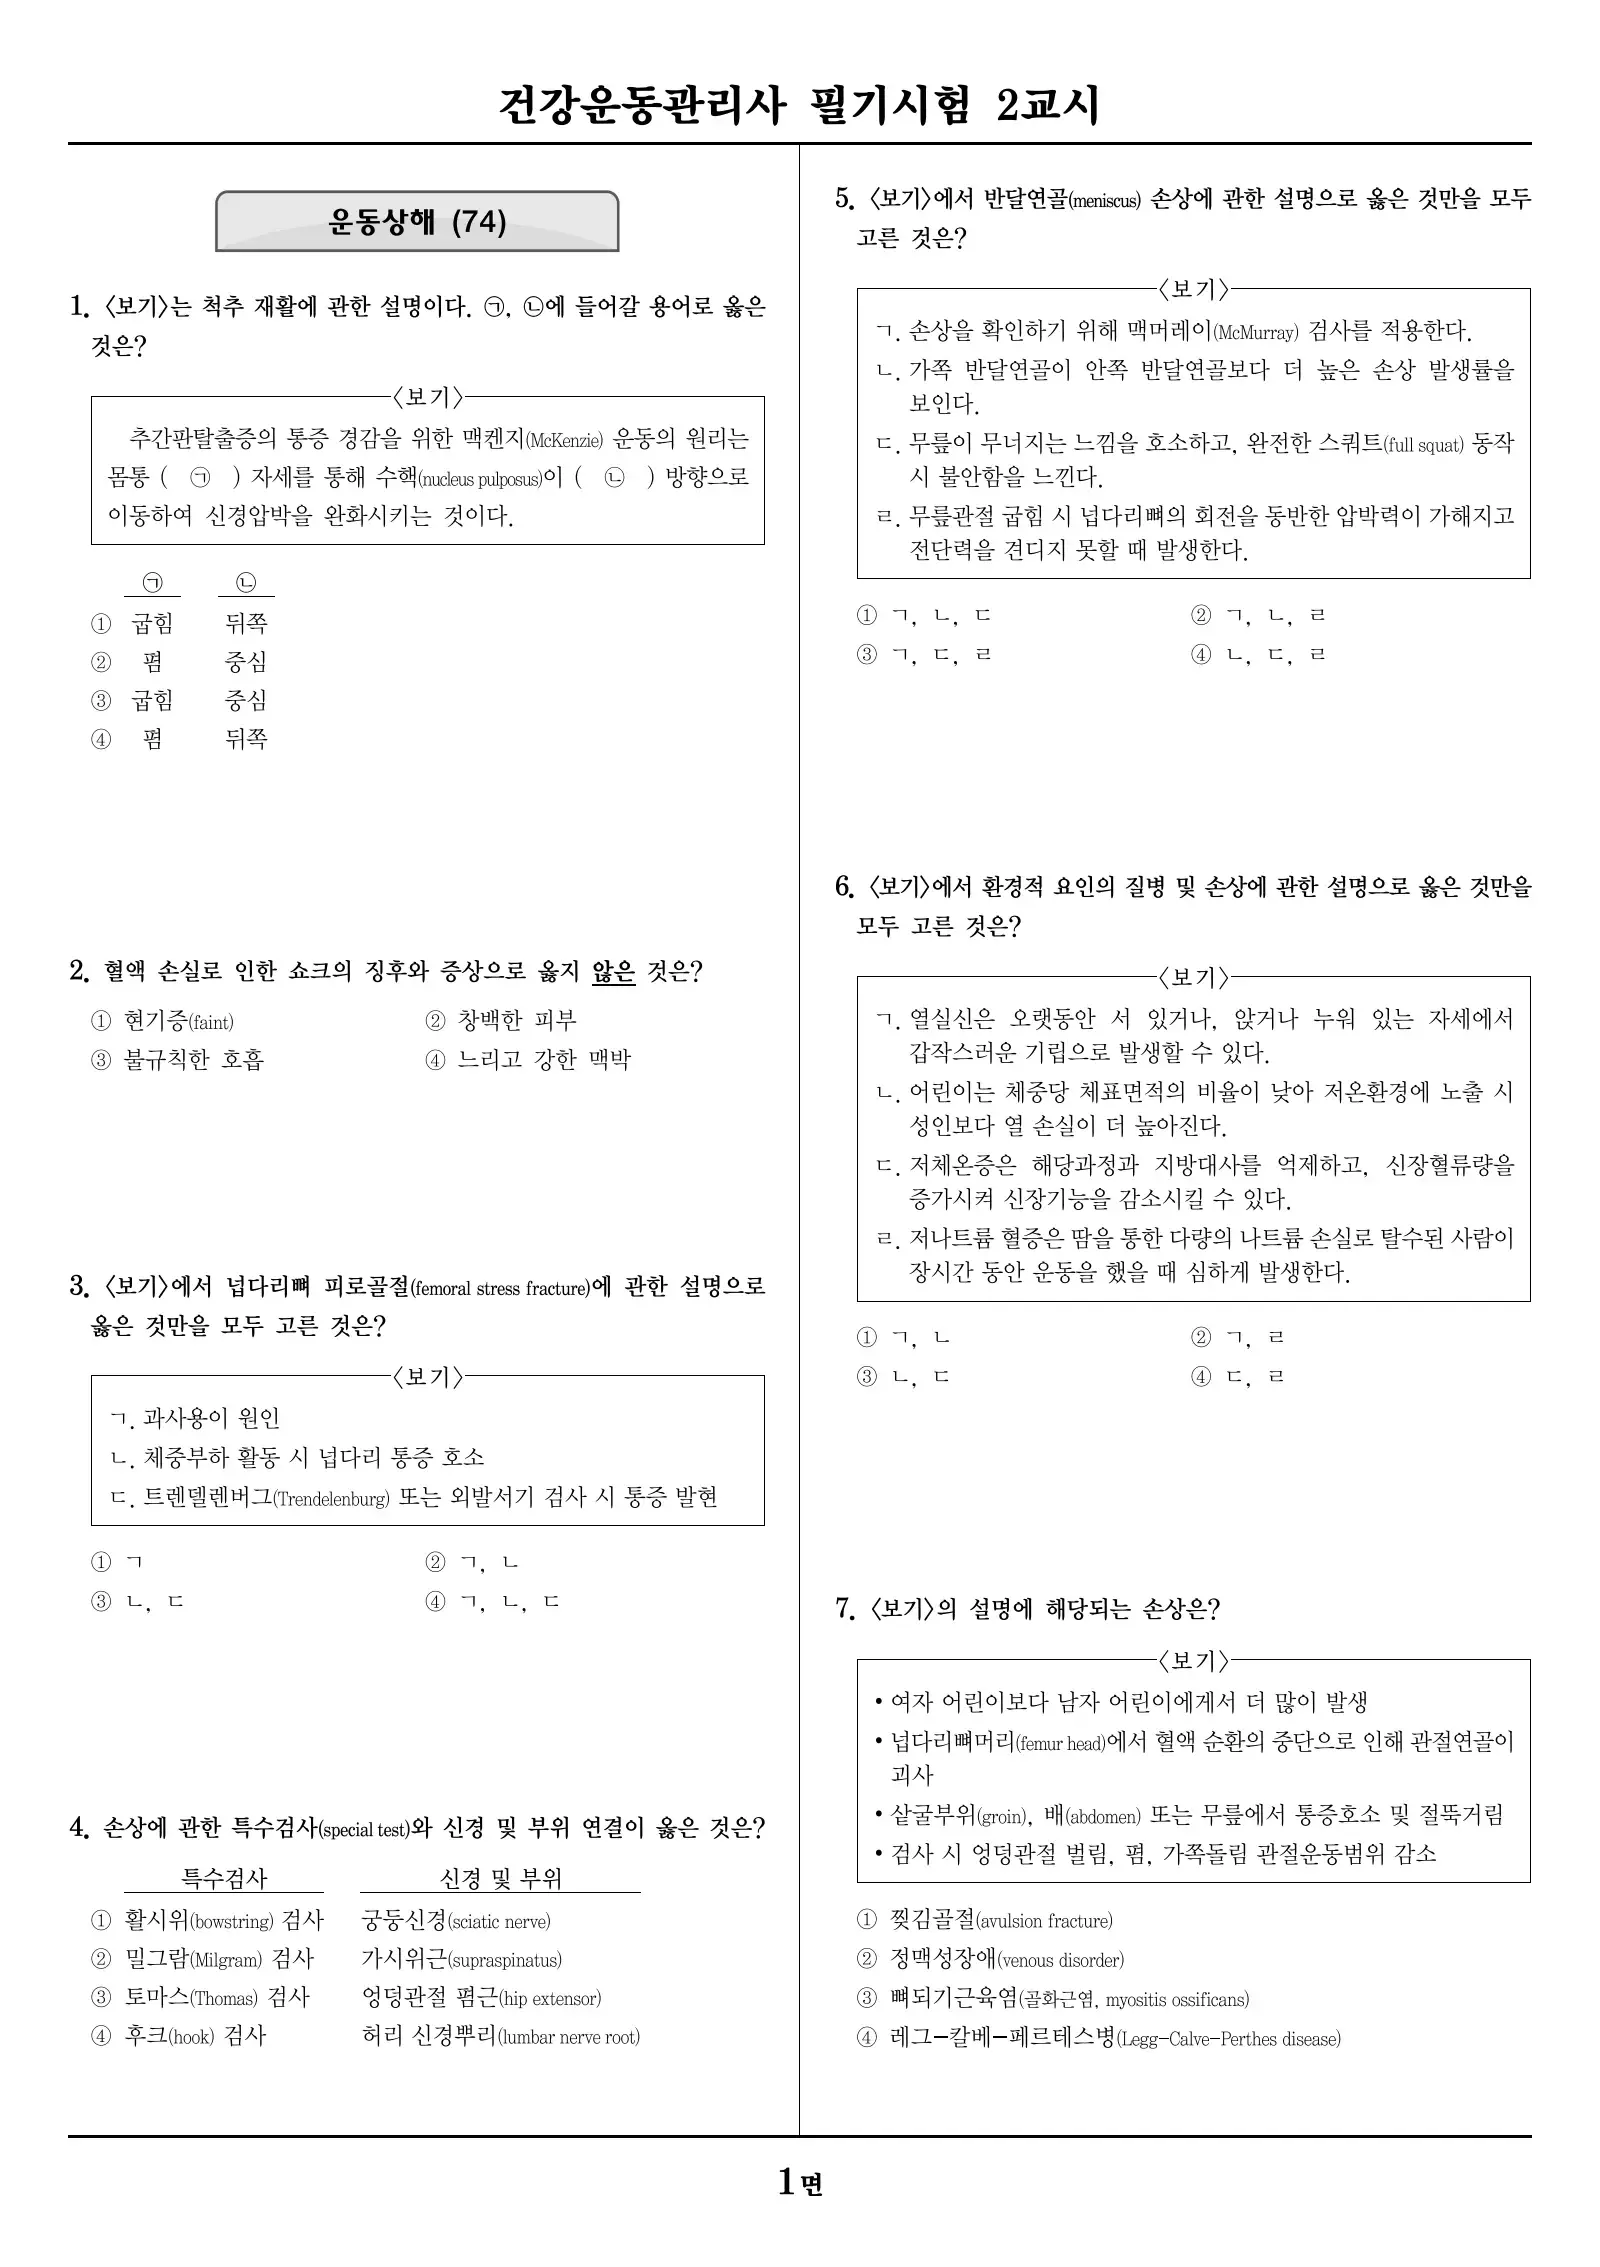 건강운동관리사 필기시험 2교시
운동상해 (74)
1. 〈보기〉는 척추 재활에 관한 설명이다. ㉠, ㉡에 들어갈 용어로 옳은
것은?
〈보기〉
추간판탈출증의 통증 경감을 위한 맥켄지(McKenzie) 운동의 원리는
몸통 ( ㉠ ) 자세를 통해 수핵(nucleus pulposus)이 ( ㉡ ) 방향으로
이동하여 신경압박을 완화시키는 것이다.
㉠ ㉡
① 굽힘 뒤쪽
② 폄 중심
③ 굽힘 중심
④ 폄 뒤쪽
2. 혈액 손실로 인한 쇼크의 징후와 증상으로 옳지 않은 것은?
① 현기증(faint) ② 창백한 피부
③ 불규칙한 호흡 ④ 느리고 강한 맥박
3. 〈보기〉에서 넙다리뼈 피로골절(femoral stress fracture)에 관한 설명으로
옳은 것만을 모두 고른 것은?
〈보기〉
ㄱ. 과사용이 원인
ㄴ. 체중부하 활동 시 넙다리 통증 호소
ㄷ. 트렌델렌버그(Trendelenburg) 또는 외발서기 검사 시 통증 발현
① ㄱ ② ㄱ, ㄴ
③ ㄴ, ㄷ ④ ㄱ, ㄴ, ㄷ
4. 손상에 관한 특수검사(special test)와 신경 및 부위 연결이 옳은 것은?
특수검사 신경 및 부위
① 활시위(bowstring) 검사 궁둥신경(sciatic nerve)
② 밀그람(Milgram) 검사 가시위근(supraspinatus)
③ 토마스(Thomas) 검사 엉덩관절 폄근(hip extensor)
④ 후크(hook) 검사 허리 신경뿌리(lumbar nerve root)
5. 〈보기〉에서 반달연골(meniscus) 손상에 관한 설명으로 옳은 것만을 모두
고른 것은?
〈보기〉
ㄱ. 손상을 확인하기 위해 맥머레이(McMurray) 검사를 적용한다.
ㄴ. 가쪽 반달연골이 안쪽 반달연골보다 더 높은 손상 발생률을
보인다.
ㄷ. 무릎이 무너지는 느낌을 호소하고, 완전한 스쿼트(full squat) 동작
시 불안함을 느낀다.
ㄹ. 무릎관절 굽힘 시 넙다리뼈의 회전을 동반한 압박력이 가해지고
전단력을 견디지 못할 때 발생한다.
① ㄱ, ㄴ, ㄷ ② ㄱ, ㄴ, ㄹ
③ ㄱ, ㄷ, ㄹ ④ ㄴ, ㄷ, ㄹ
6. 〈보기〉에서 환경적 요인의 질병 및 손상에 관한 설명으로 옳은 것만을
모두 고른 것은?
〈보기〉
ㄱ. 열실신은 오랫동안 서 있거나, 앉거나 누워 있는 자세에서
갑작스러운 기립으로 발생할 수 있다.
ㄴ. 어린이는 체중당 체표면적의 비율이 낮아 저온환경에 노출 시
성인보다 열 손실이 더 높아진다.
ㄷ. 저체온증은 해당과정과 지방대사를 억제하고, 신장혈류량을
증가시켜 신장기능을 감소시킬 수 있다.
ㄹ. 저나트륨 혈증은 땀을 통한 다량의 나트륨 손실로 탈수된 사람이
장시간 동안 운동을 했을 때 심하게 발생한다.
① ㄱ, ㄴ ② ㄱ, ㄹ
③ ㄴ, ㄷ ④ ㄷ, ㄹ
7. 〈보기〉의 설명에 해당되는 손상은?
〈보기〉
• 여자 어린이보다 남자 어린이에게서 더 많이 발생
• 넙다리뼈머리(femur head)에서 혈액 순환의 중단으로 인해 관절연골이
괴사
• 샅굴부위(groin), 배(abdomen) 또는 무릎에서 통증호소 및 절뚝거림
• 검사 시 엉덩관절 벌림, 폄, 가쪽돌림 관절운동범위 감소
① 찢김골절(avulsion fracture)
② 정맥성장애(venous disorder)
③ 뼈되기근육염(골화근염, myositis ossificans)
④ 레그-칼베-페르테스병(Legg-Calve-Perthes disease)
1면